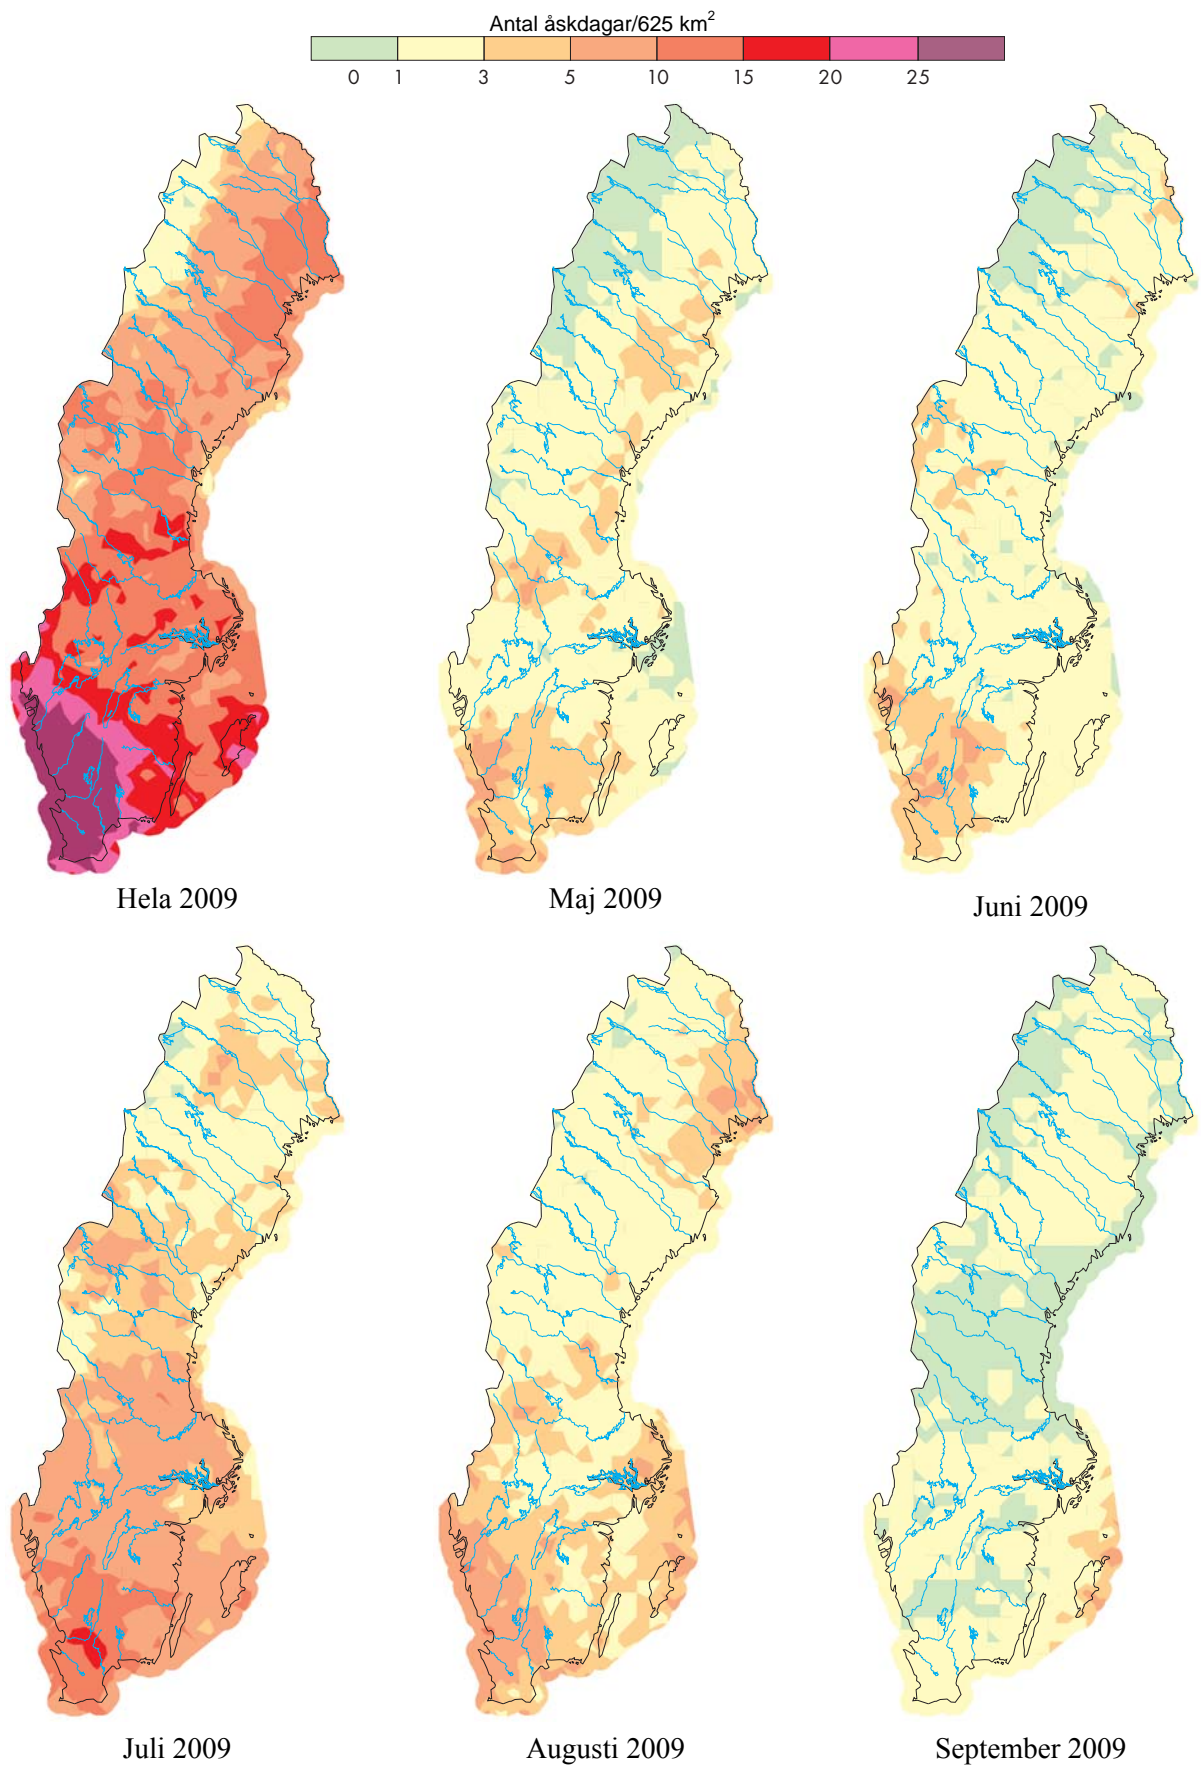 Antal åskdagar/625 km²
0 1 3 5 10 15 20 25
Hela 2009
Maj 2009
Juni 2009
Juli 2009
Augusti 2009
September 2009